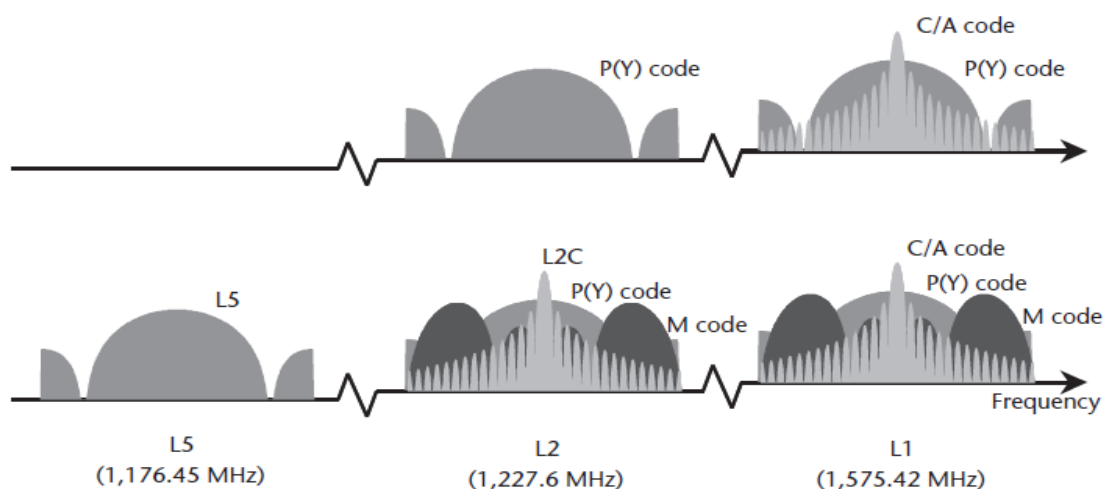 C/A code
P(Y) code
P(Y) code
C/A code
L2C
P(Y) code
P(Y) code
L5
M code
M code
Frequency
L5
L2
L1
(1,176.45 MHz)
(1,227.6 MHz)
(1,575.42 MHz)